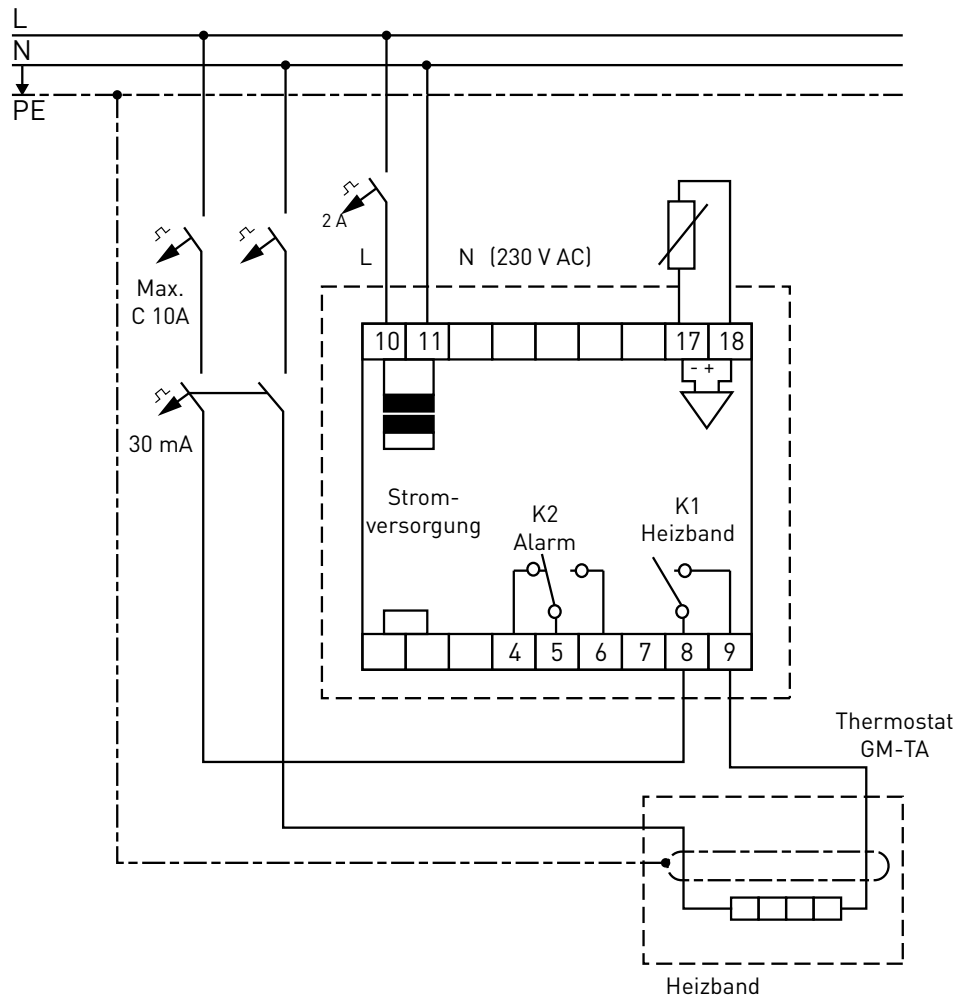 L
N
PE
2 A
L
N (230 V AC)
Max.
C 10A
10 11 17 18
- +
30 mA
Strom-
versorgung
K2
Alarm
K1
Heizband
4 5 6 7 8 9
Thermostat
GM-TA
Heizband